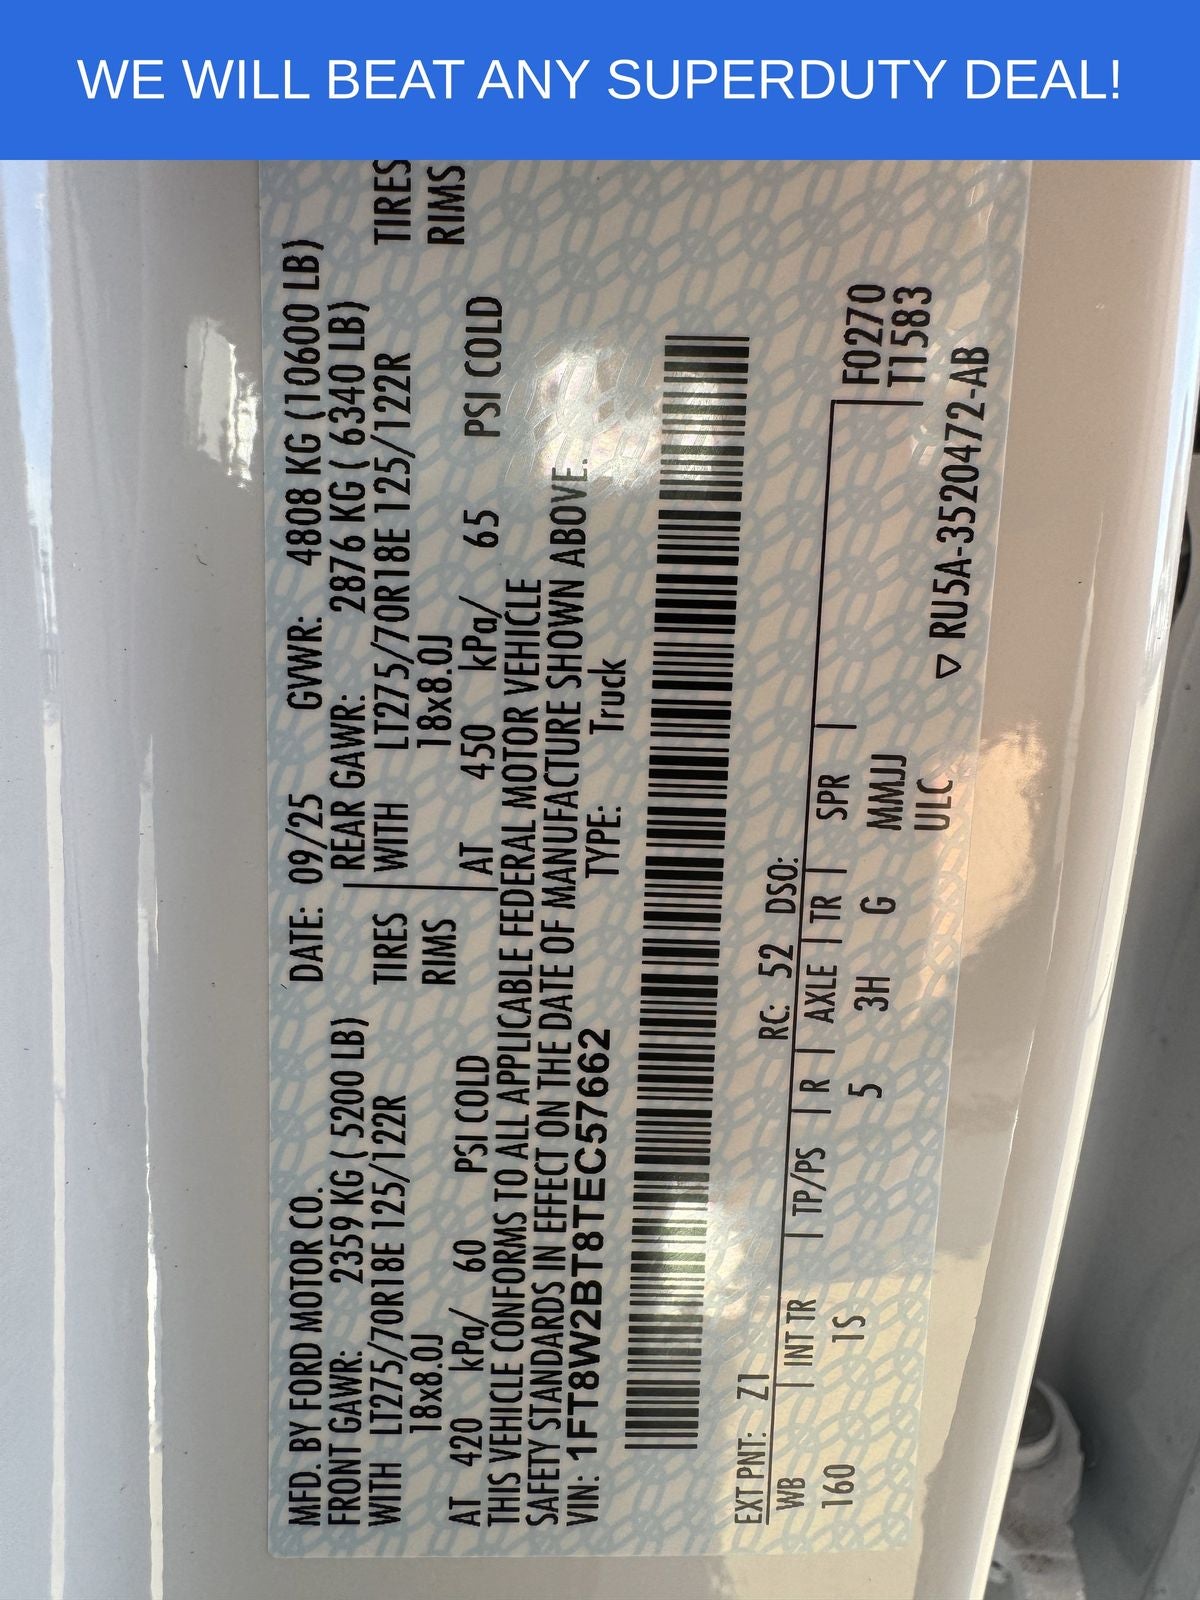 WE WILL BEAT ANY SUPERDUTY DEAL!
MFD. BY FORD MOTOR CO. DATE: 09/25 GVWR: 4808 KG (10600 LB)
FRONT GAWR: 2359 KG ( 5200 LB) REAR GAWR: 2876 KG ( 6340 LB)
WITH LT275/70R18E 125/122R TIRES WITH LT275/70R18E 125/122R TIRES
18x8.0J RIMS 18x8.0J RIMS
AT 420 kPa/ 60 PSI COLD AT 450 kPa/ 65 PSI COLD
THIS VEHICLE CONFORMS TO ALL APPLICABLE FEDERAL MOTOR VEHICLE
SAFETY STANDARDS IN EFFECT ON THE DATE OF MANUFACTURE SHOWN ABOVE.
VIN: 1FT8W2BT8TEC57662 TYPE: Truck
EXT PNT: Z1 RC: 52 DSO:
WB | INT TR | TP/PS | R | AXLE | TR | SPR | F0270
160 1S 5 3H G MMJJ T1583
ULC
▽ RU5A-3520472-AB